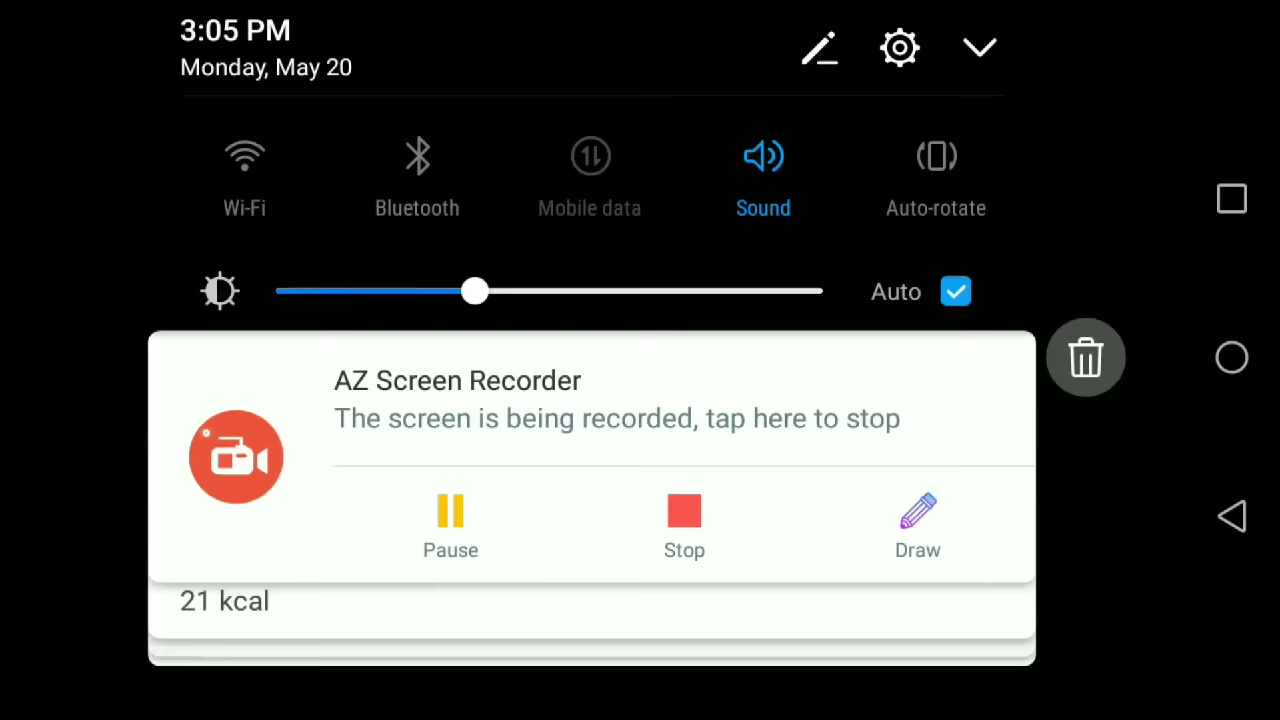 3:05 PM
Monday, May 20
Wi-Fi
Bluetooth
Mobile data
Sound
Auto-rotate
Auto
AZ Screen Recorder
The screen is being recorded, tap here to stop
Pause
Stop
Draw
21 kcal